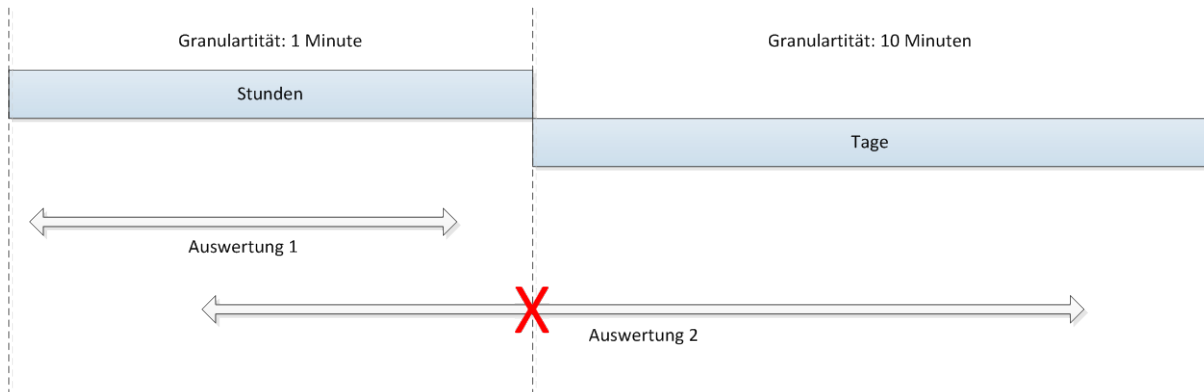 Granulartität: 1 Minute
Granulartität: 10 Minuten
Stunden
Tage
Auswertung 1
X
Auswertung 2